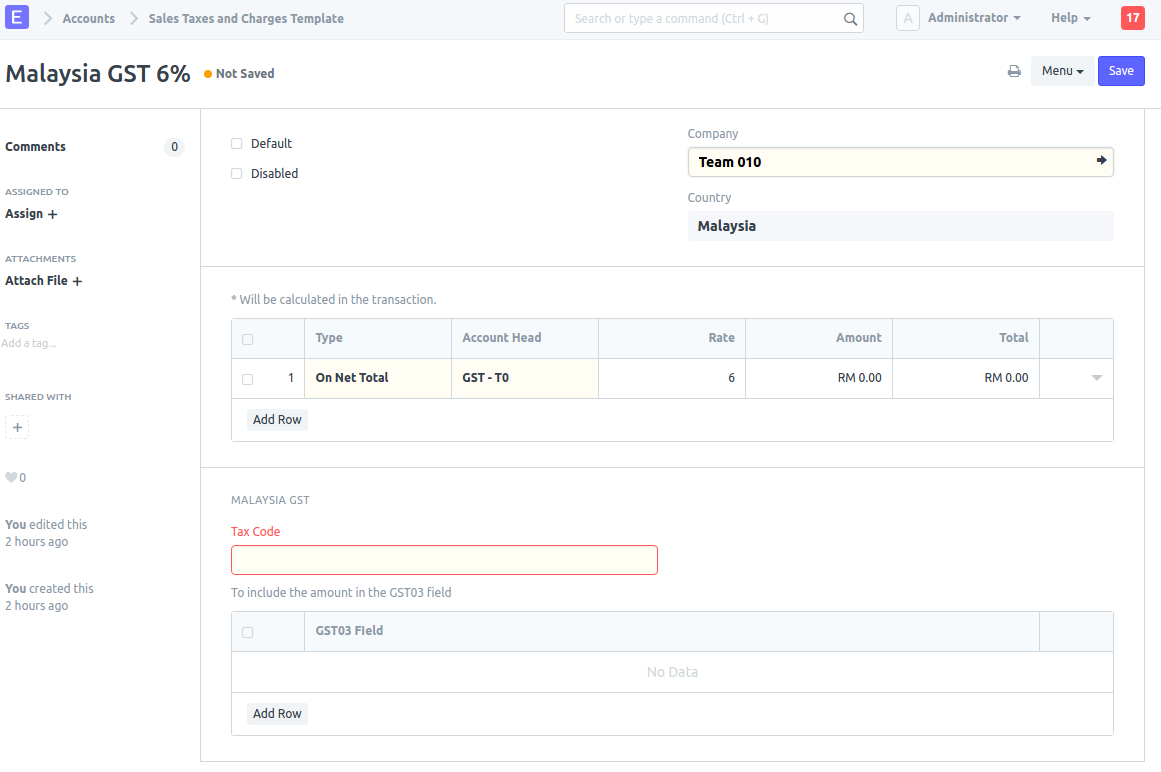 E Accounts Sales Taxes and Charges Template Search or type a command (Ctrl + G) A Administrator Help 17
Malaysia GST 6% Not Saved Menu Save
Comments 0
ASSIGNED TO
Assign +
ATTACHMENTS
Attach File +
TAGS
Add a tag...
SHARED WITH
+
0
You edited this
2 hours ago
You created this
2 hours ago
Default
Disabled
Company
Team 010
Country
Malaysia
* Will be calculated in the transaction.
Type Account Head Rate Amount Total
1 On Net Total GST - T0 6 RM 0.00 RM 0.00
Add Row
MALAYSIA GST
Tax Code
To include the amount in the GST03 field
GST03 FIeld
No Data
Add Row